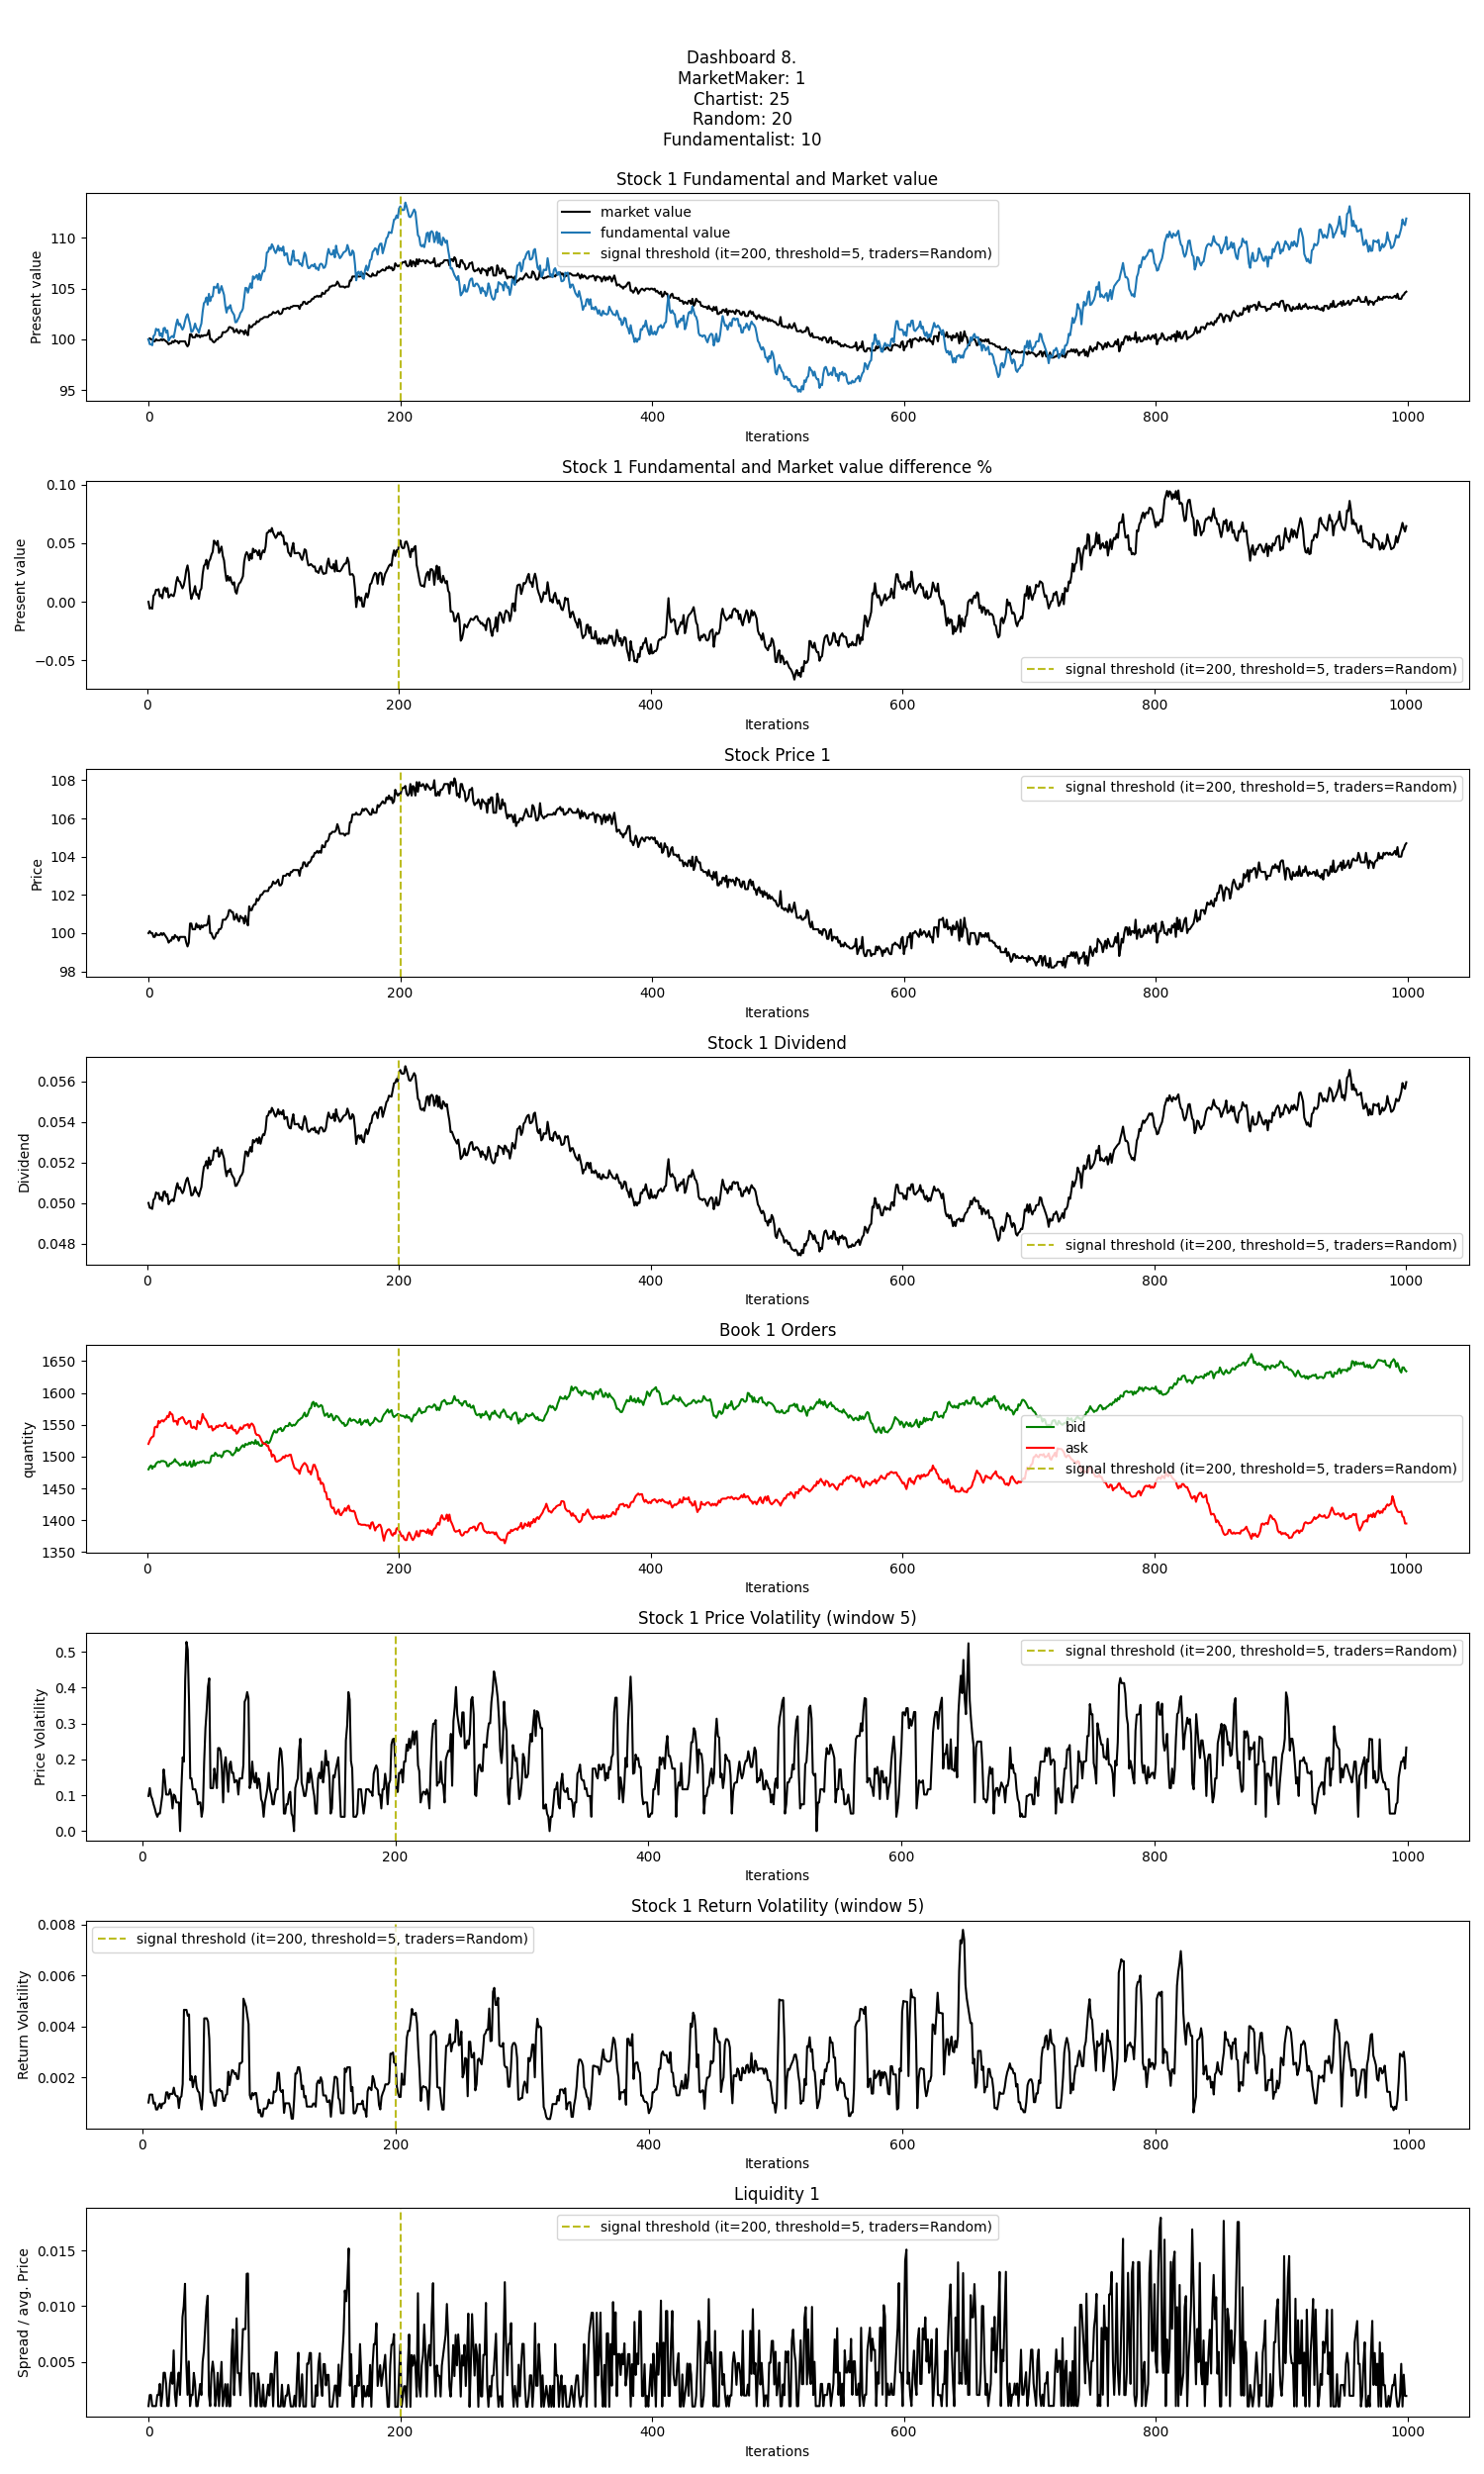 Dashboard 8.
MarketMaker: 1
Chartist: 25
Random: 20
Fundamentalist: 10
Stock 1 Fundamental and Market value
market value
fundamental value
signal threshold (it=200, threshold=5, traders=Random)
Present value
110
105
100
95
0 200 400 600 800 1000
Iterations
Stock 1 Fundamental and Market value difference %
Present value
0.10
0.05
0.00
−0.05
signal threshold (it=200, threshold=5, traders=Random)
0 200 400 600 800 1000
Iterations
Stock Price 1
signal threshold (it=200, threshold=5, traders=Random)
Price
108
106
104
102
100
98
0 200 400 600 800 1000
Iterations
Stock 1 Dividend
Dividend
0.056
0.054
0.052
0.050
0.048
signal threshold (it=200, threshold=5, traders=Random)
0 200 400 600 800 1000
Iterations
Book 1 Orders
quantity
1650
1600
1550
1500
1450
1400
1350
bid
ask
signal threshold (it=200, threshold=5, traders=Random)
0 200 400 600 800 1000
Iterations
Stock 1 Price Volatility (window 5)
signal threshold (it=200, threshold=5, traders=Random)
Price Volatility
0.5
0.4
0.3
0.2
0.1
0.0
0 200 400 600 800 1000
Iterations
Stock 1 Return Volatility (window 5)
signal threshold (it=200, threshold=5, traders=Random)
Return Volatility
0.008
0.006
0.004
0.002
0 200 400 600 800 1000
Iterations
Liquidity 1
signal threshold (it=200, threshold=5, traders=Random)
Spread / avg. Price
0.015
0.010
0.005
0 200 400 600 800 1000
Iterations